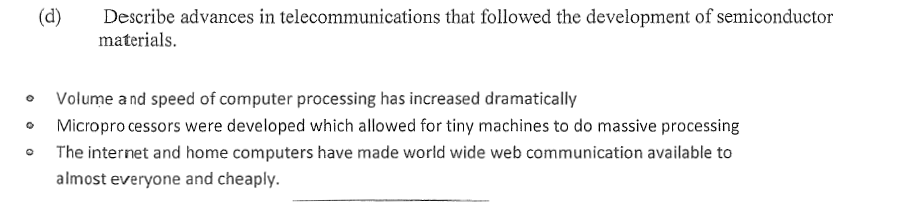 (d) Describe advances in telecommunications that followed the development of semiconductor
materials.
• Volume and speed of computer processing has increased dramatically
• Microprocessors were developed which allowed for tiny machines to do massive processing
• The internet and home computers have made world wide web communication available to
almost everyone and cheaply.